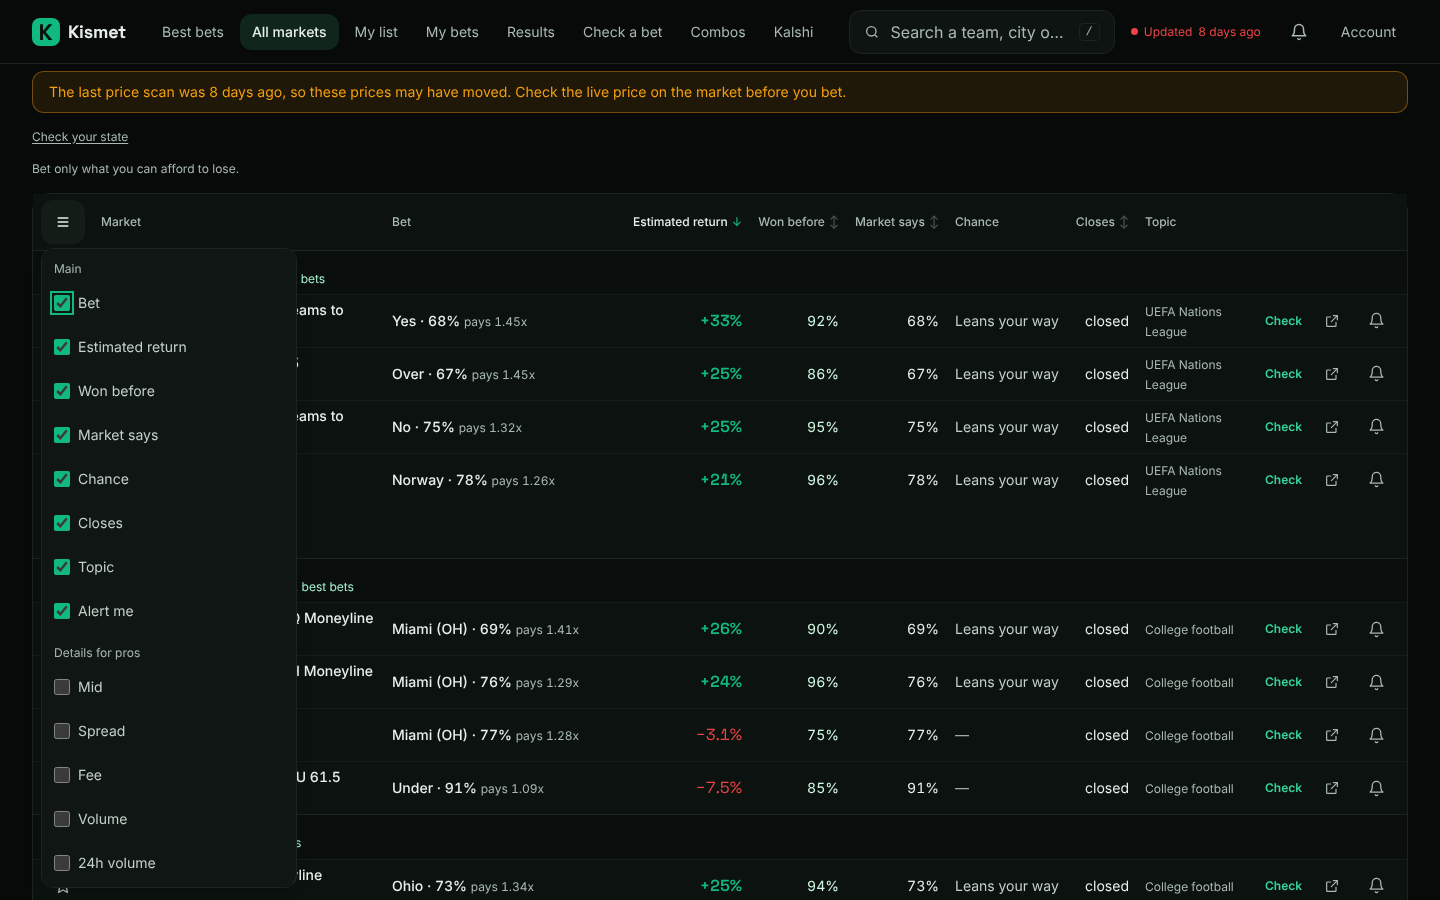 Kismet
Best bets
All markets
My list
My bets
Results
Check a bet
Combos
Kalshi
Search a team, city o...
/
Updated 8 days ago
Account
The last price scan was 8 days ago, so these prices may have moved. Check the live price on the market before you bet.
Check your state
Bet only what you can afford to lose.
Market Bet Estimated return ↓ Won before Market says Chance Closes Topic
Main
Bet
Estimated return
Won before
Market says
Chance
Closes
Topic
Alert me
Details for pros
Mid
Spread
Fee
Volume
24h volume
bets
eams to
Yes · 68% pays 1.45x +33% 92% 68% Leans your way closed UEFA Nations League Check
Over · 67% pays 1.45x +25% 86% 67% Leans your way closed UEFA Nations League Check
eams to
No · 75% pays 1.32x +25% 95% 75% Leans your way closed UEFA Nations League Check
Norway · 78% pays 1.26x +21% 96% 78% Leans your way closed UEFA Nations League Check
best bets
Moneyline
Miami (OH) · 69% pays 1.41x +26% 90% 69% Leans your way closed College football Check
Moneyline
Miami (OH) · 76% pays 1.29x +24% 96% 76% Leans your way closed College football Check
Miami (OH) · 77% pays 1.28x −3.1% 75% 77% — closed College football Check
U 61.5
Under · 91% pays 1.09x −7.5% 85% 91% — closed College football Check
s
line
Ohio · 73% pays 1.34x +25% 94% 73% Leans your way closed College football Check